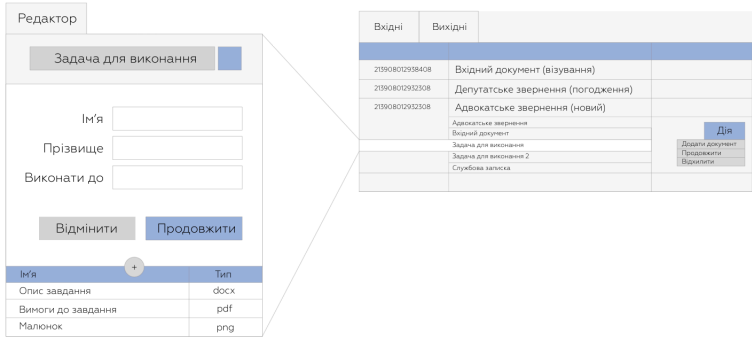 Редактор
Задача для виконання
Ім'я
Прізвище
Виконати до
Відмінити Продовжити
+
Ім'я Тип
Опис завдання docx
Вимоги до завдання pdf
Малюнок png
Вхідні Вихідні
213908012938408 Вхідний документ (візування)
213908012932308 Депутатське звернення (погодження)
213908012932308 Адвокатське звернення (новий)
Адвокатське звернення
Вхідний документ
Задача для виконання
Задача для виконання 2
Службова записка
Дія
Додати документ
Продовжити
Відхилити